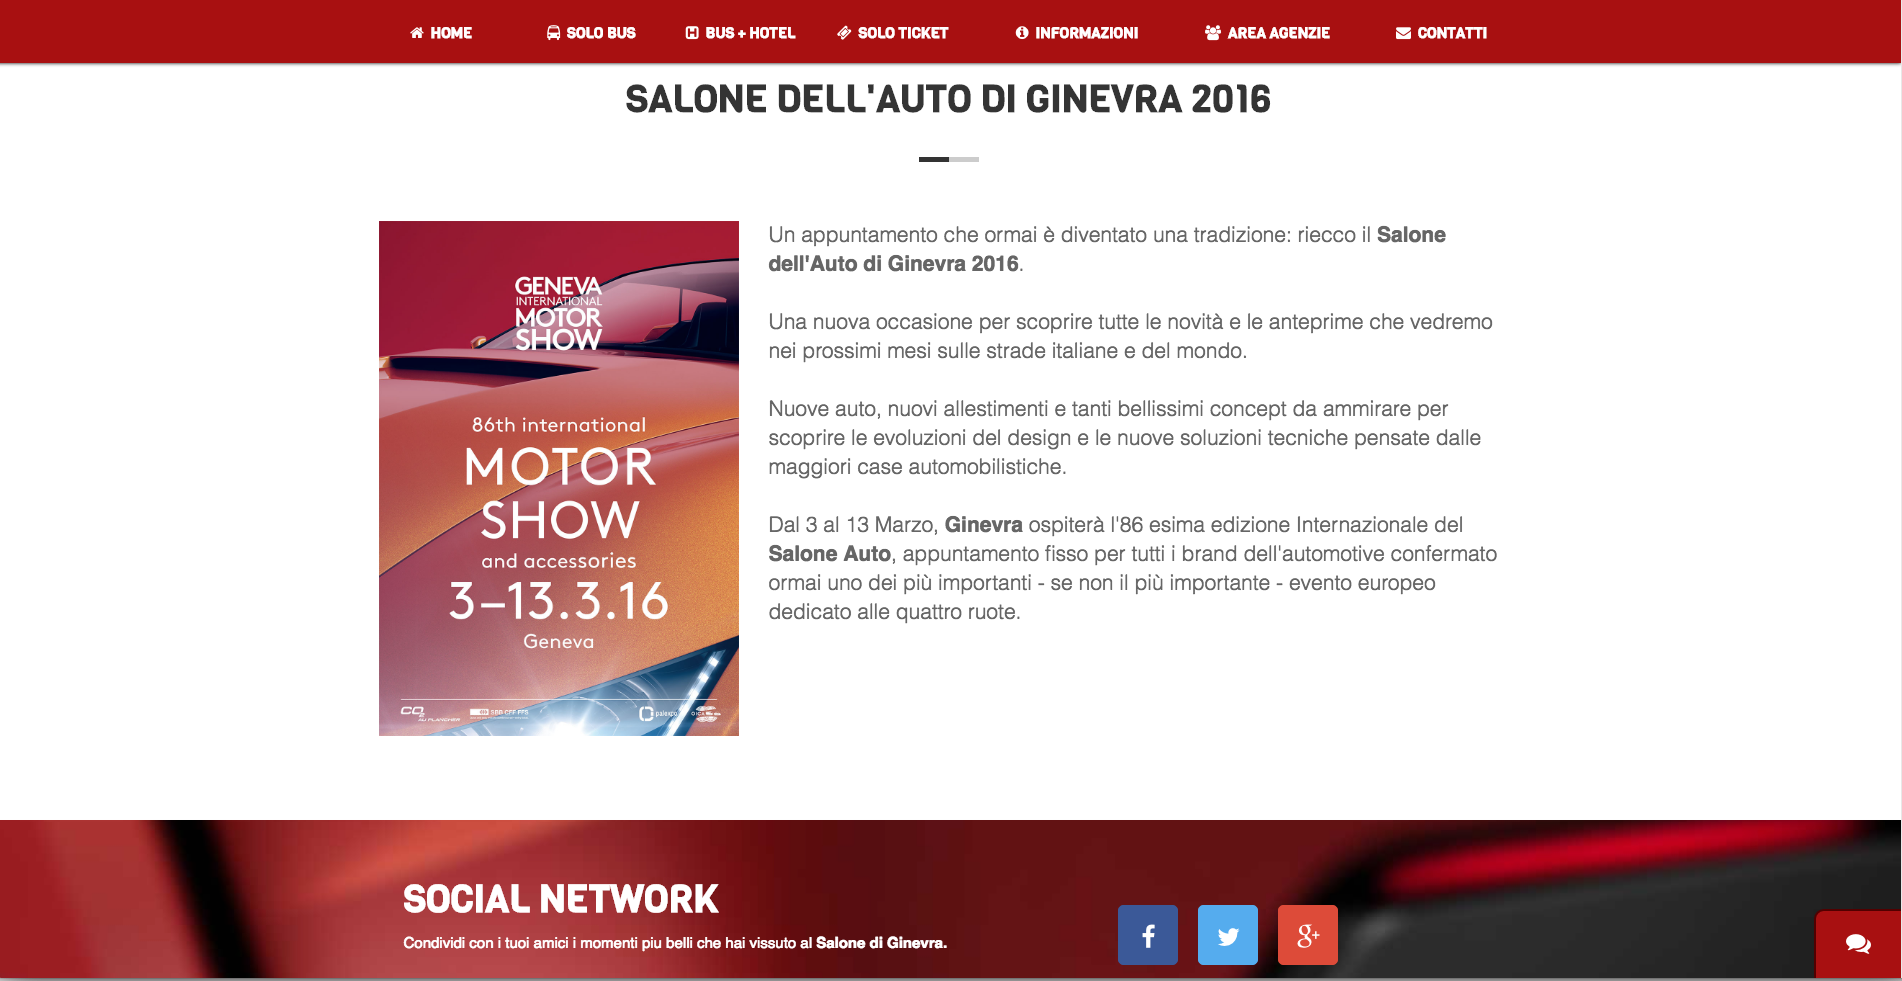 HOME
SOLO BUS
BUS + HOTEL
SOLO TICKET
INFORMAZIONI
AREA AGENZIE
CONTATTI
SALONE DELL'AUTO DI GINEVRA 2016
GENEVA
INTERNATIONAL
MOTOR
SHOW
86th international
MOTOR
SHOW
and accessories
3–13.3.16
Geneva
SBB CFF FFS
palexpo
Un appuntamento che ormai è diventato una tradizione: riecco il Salone
dell'Auto di Ginevra 2016.
Una nuova occasione per scoprire tutte le novità e le anteprime che vedremo
nei prossimi mesi sulle strade italiane e del mondo.
Nuove auto, nuovi allestimenti e tanti bellissimi concept da ammirare per
scoprire le evoluzioni del design e le nuove soluzioni tecniche pensate dalle
maggiori case automobilistiche.
Dal 3 al 13 Marzo, Ginevra ospiterà l'86 esima edizione Internazionale del
Salone Auto, appuntamento fisso per tutti i brand dell'automotive confermato
ormai uno dei più importanti - se non il più importante - evento europeo
dedicato alle quattro ruote.
SOCIAL NETWORK
Condividi con i tuoi amici i momenti piu belli che hai vissuto al Salone di Ginevra.